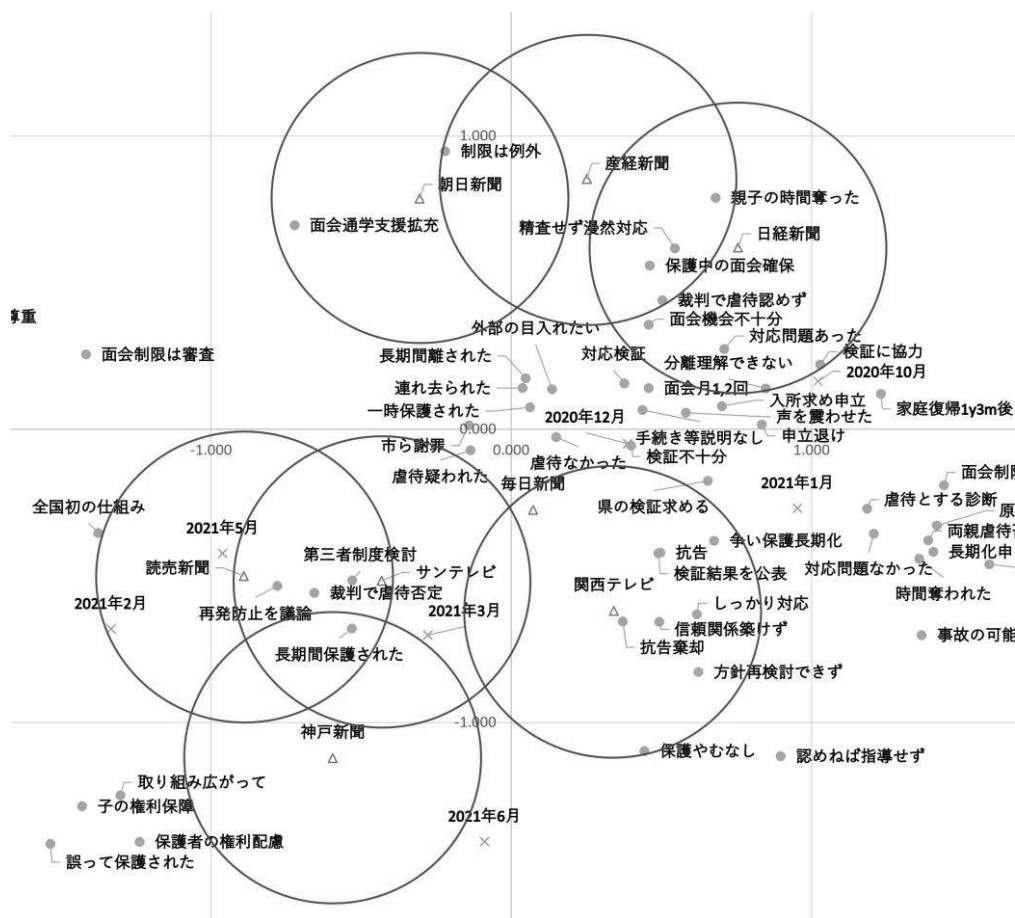 1.000
制限は例外
産経新聞
朝日新聞
親子の時間奪った
面会通学支援拡充
精査せず漫然対応
日経新聞
保護中の面会確保
裁判で虐待認めず
尊重
外部の目入れたい
面会機会不十分
対応問題あった
面会制限は審査
長期間離された
対応検証
分離理解できない
検証に協力
2020年10月
連れ去られた
面会月1,2回
入所求め申立
家庭復帰1y3m後
一時保護された
2020年12月
声を震わせた
市ら謝罪
0.000
手続き等説明なし
申立退け
-1.000
0.000
1.000
虐待疑われた
虐待なかった
検証不十分
毎日新聞
県の検証求める
2021年1月
面会制限
全国初の仕組み
虐待とする診断
原
2021年5月
両親虐待否
第三者制度検討
争い保護長期化
抗告
長期化申
読売新聞
サンテレビ
検証結果を公表
対応問題なかった
関西テレビ
時間奪われた
2021年2月
再発防止を議論
裁判で虐待否定
2021年3月
しっかり対応
信頼関係築けず
事故の可能
長期間保護された
抗告棄却
方針再検討できず
-1.000
神戸新聞
保護やむなし
認めねば指導せず
取り組み広がって
子の権利保障
2021年6月
保護者の権利配慮
誤って保護された